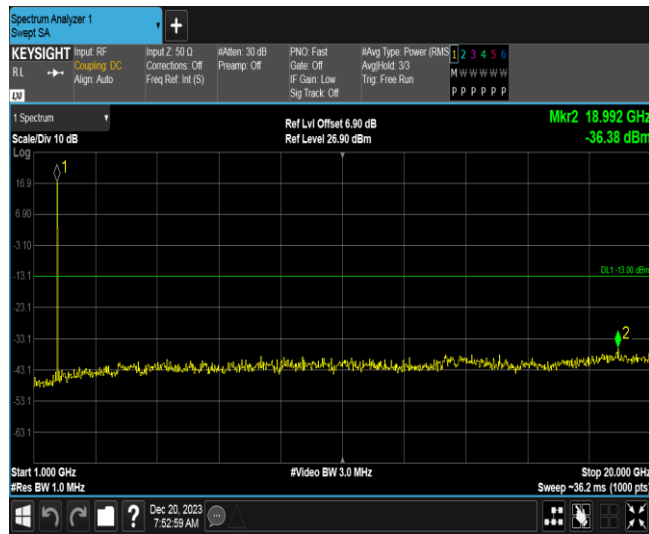 Spectrum Analyzer 1
Swept SA
+
KEYSIGHT
RL
LXI
Input: RF
Coupling: DC
Align: Auto
Input Z: 50 Ω
Corrections: Off
Freq Ref: Int (S)
#Atten: 30 dB
Preamp: Off
PNO: Fast
Gate: Off
IF Gain: Low
Sig Track: Off
#Avg Type: Power (RMS
Avg|Hold: 3/3
Trig: Free Run
1 2 3 4 5 6
M W W W W W
P P P P P P
1 Spectrum
Scale/Div 10 dB
Log
Ref Lvl Offset 6.90 dB
Ref Level 26.90 dBm
Mkr2 18.992 GHz
-36.38 dBm
1
16.9
6.90
-3.10
-13.1
DL1 -13.00 dBm
-23.1
-33.1
2
-43.1
-53.1
-63.1
Start 1.000 GHz
#Res BW 1.0 MHz
#Video BW 3.0 MHz
Stop 20.000 GHz
Sweep ~36.2 ms (1000 pts)
?
Dec 20, 2023
7:52:59 AM